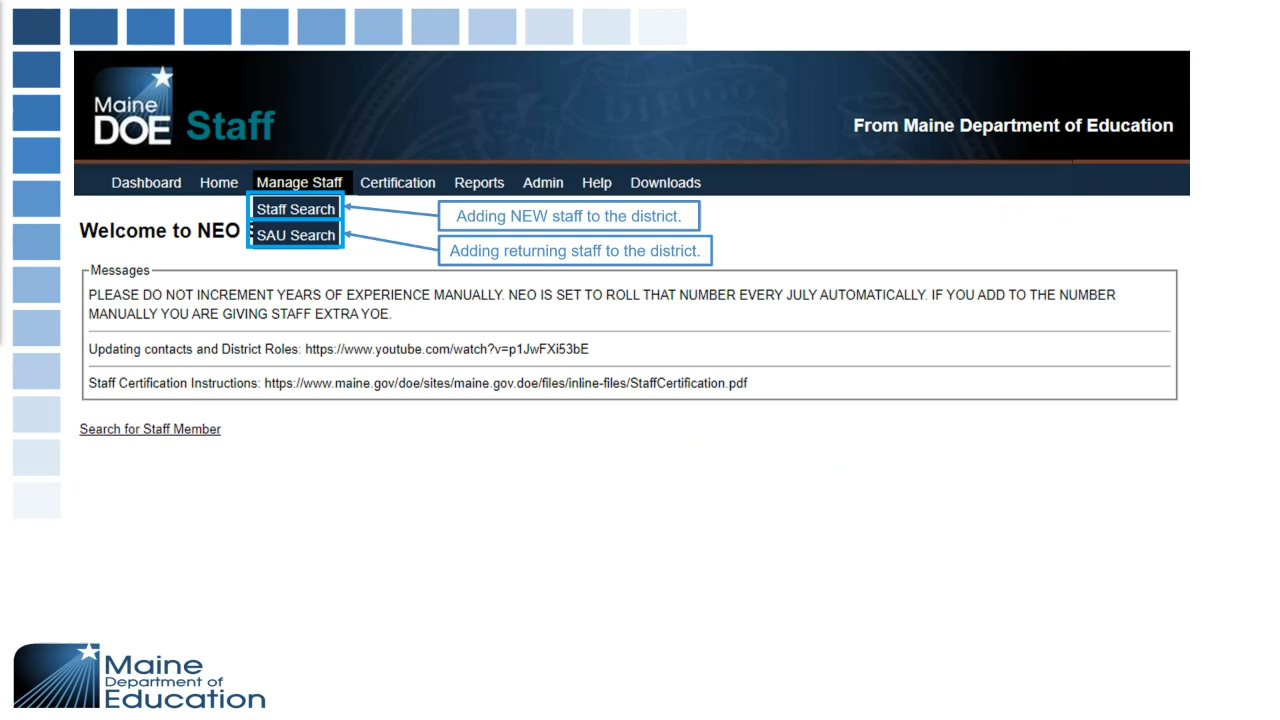 Maine
DOE Staff
DIRIGO
From Maine Department of Education
Dashboard Home Manage Staff Certification Reports Admin Help Downloads
Staff Search
Adding NEW staff to the district.
Welcome to NEO
SAU Search
Adding returning staff to the district.
Messages
PLEASE DO NOT INCREMENT YEARS OF EXPERIENCE MANUALLY. NEO IS SET TO ROLL THAT NUMBER EVERY JULY AUTOMATICALLY. IF YOU ADD TO THE NUMBER
MANUALLY YOU ARE GIVING STAFF EXTRA YOE.
Updating contacts and District Roles: https://www.youtube.com/watch?v=p1JwFXi53bE
Staff Certification Instructions: https://www.maine.gov/doe/sites/maine.gov.doe/files/inline-files/StaffCertification.pdf
Search for Staff Member
Maine
Department of
Education